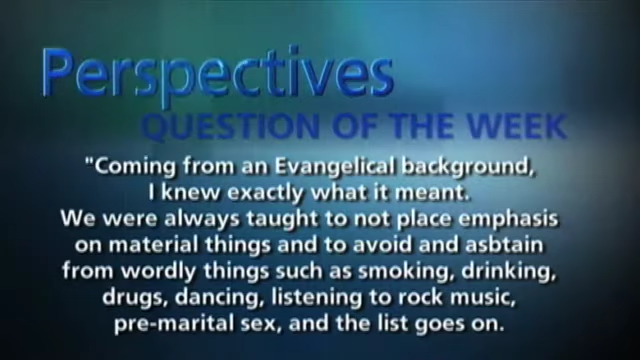 Perspectives
QUESTION OF THE WEEK
"Coming from an Evangelical background,
I knew exactly what it meant.
We were always taught to not place emphasis
on material things and to avoid and asbtain
from wordly things such as smoking, drinking,
drugs, dancing, listening to rock music,
pre-marital sex, and the list goes on.